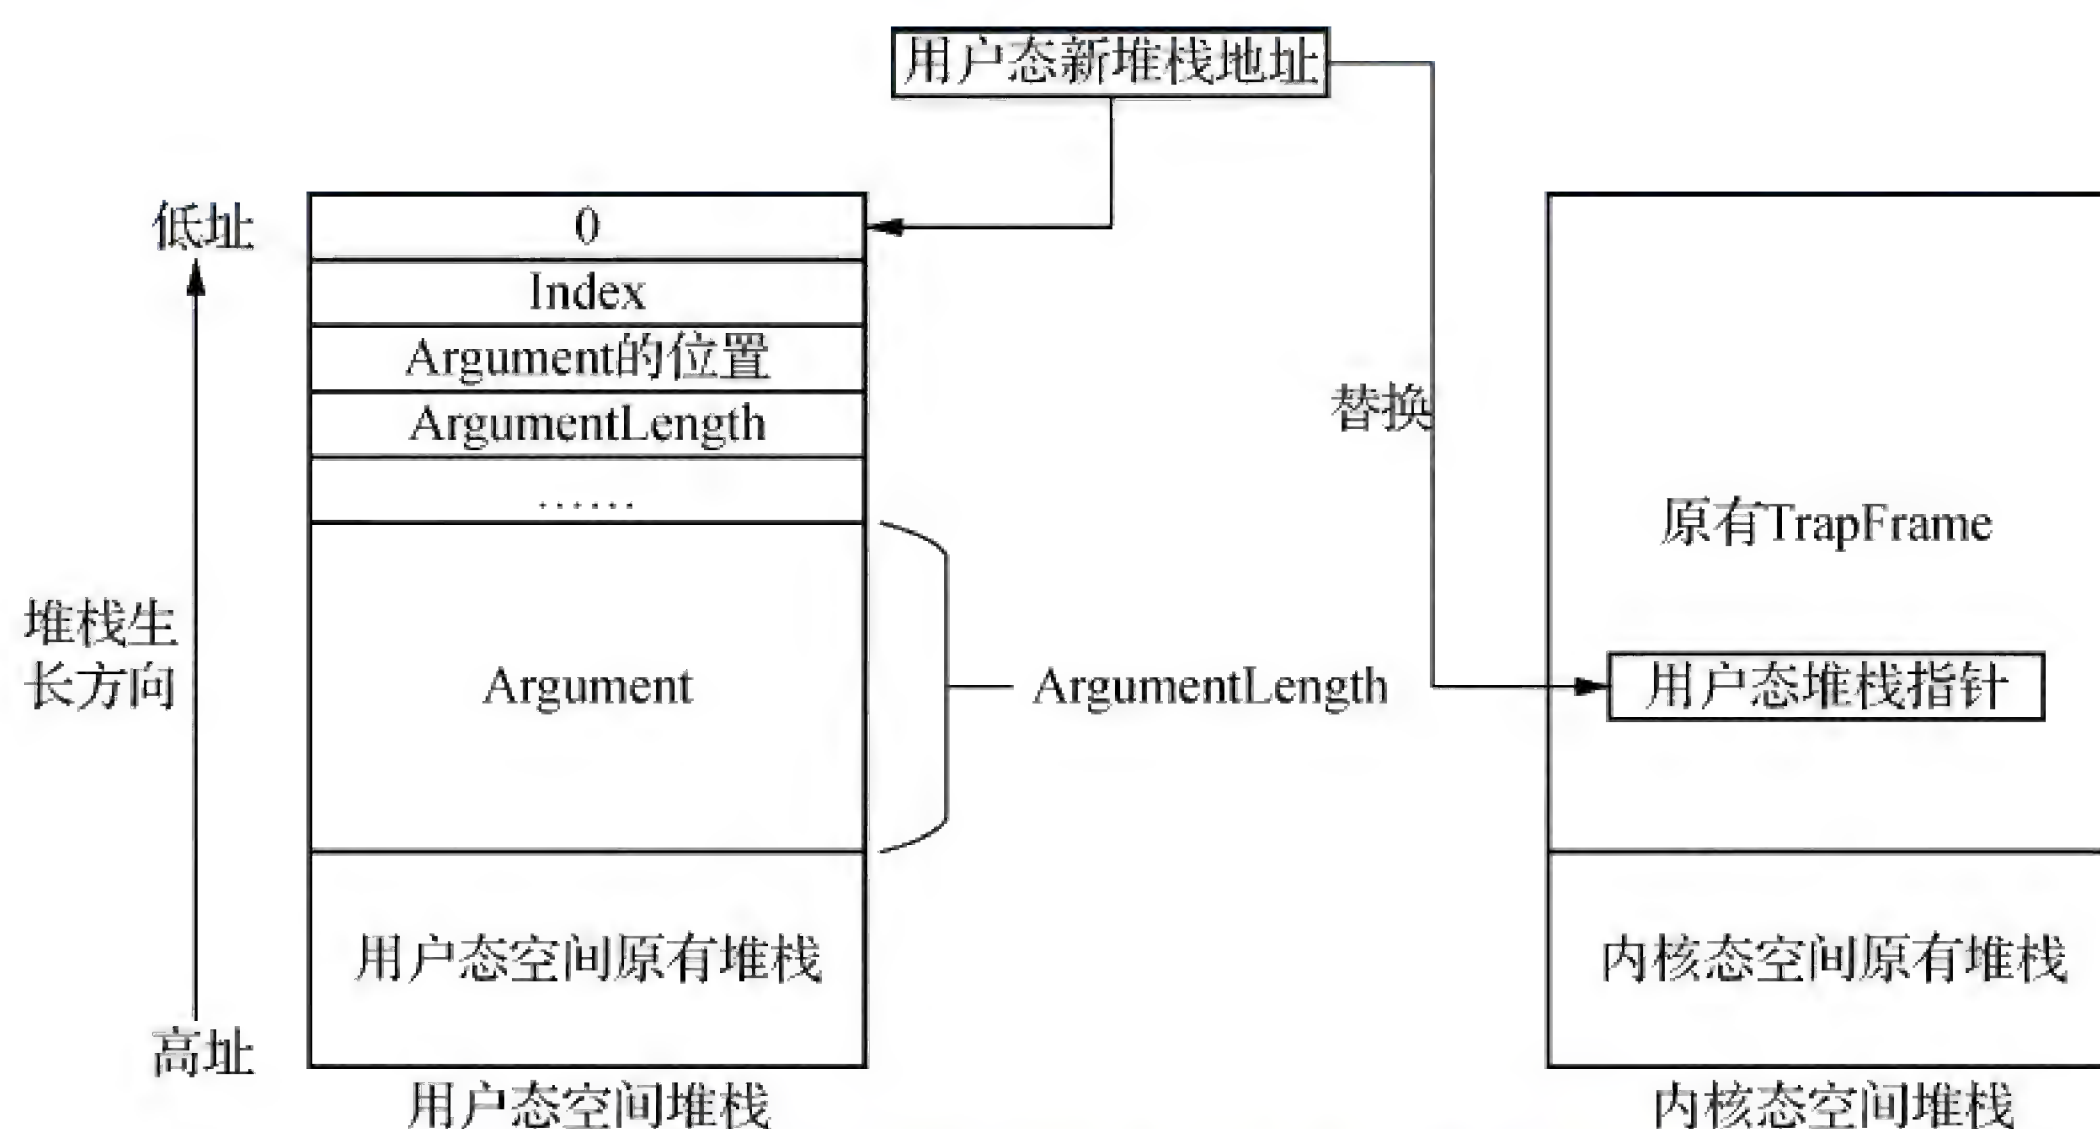 用户态新堆栈地址
低址
0
Index
Argument的位置
ArgumentLength
……
替换
原有TrapFrame
堆栈生
长方向
Argument
ArgumentLength
用户态堆栈指针
用户态空间原有堆栈
内核态空间原有堆栈
高址
用户态空间堆栈
内核态空间堆栈